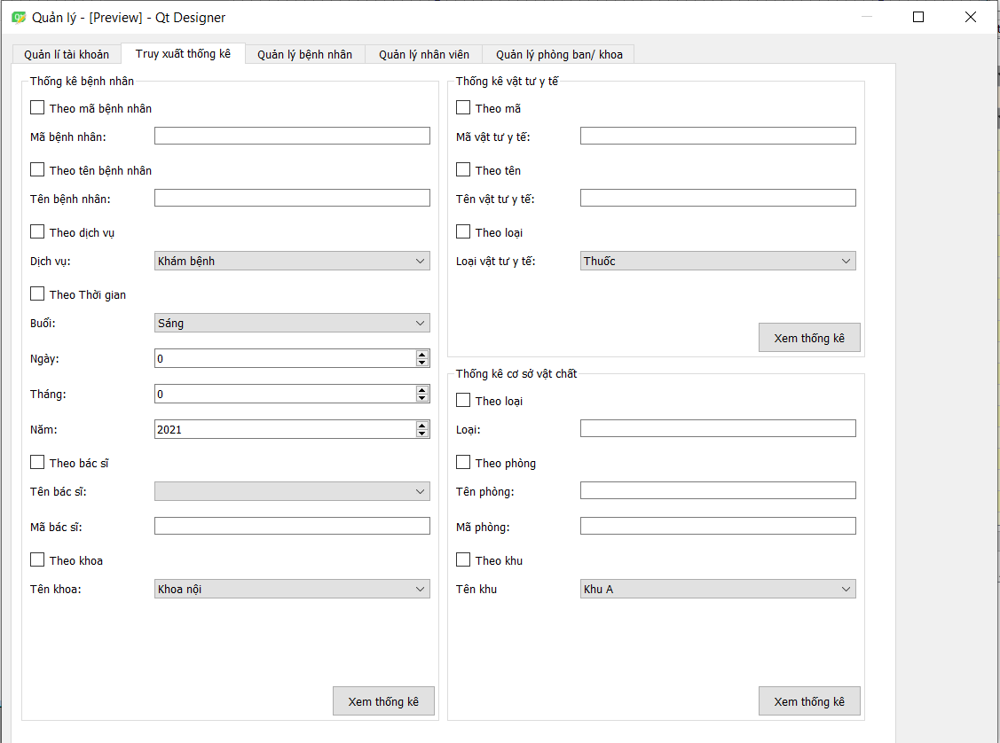 Quản lý - [Preview] - Qt Designer
Quản lí tài khoản
Truy xuất thống kê
Quản lý bệnh nhân
Quản lý nhân viên
Quản lý phòng ban/ khoa
Thống kê bệnh nhân
Theo mã bệnh nhân
Mã bệnh nhân:
Theo tên bệnh nhân
Tên bệnh nhân:
Theo dịch vụ
Dịch vụ: Khám bệnh
Theo Thời gian
Buổi: Sáng
Ngày: 0
Tháng: 0
Năm: 2021
Theo bác sĩ
Tên bác sĩ:
Mã bác sĩ:
Theo khoa
Tên khoa: Khoa nội
Xem thống kê
Thống kê vật tư y tế
Theo mã
Mã vật tư y tế:
Theo tên
Tên vật tư y tế:
Theo loại
Loại vật tư y tế: Thuốc
Xem thống kê
Thống kê cơ sở vật chất
Theo loại
Loại:
Theo phòng
Tên phòng:
Mã phòng:
Theo khu
Tên khu Khu A
Xem thống kê